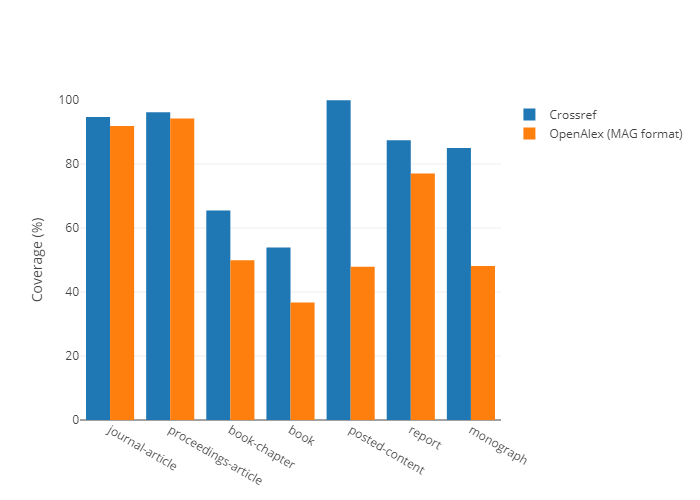 100
80
60
40
20
0
Coverage (%)
journal-article
proceedings-article
book-chapter
book
posted-content
report
monograph
Crossref
OpenAlex (MAG format)